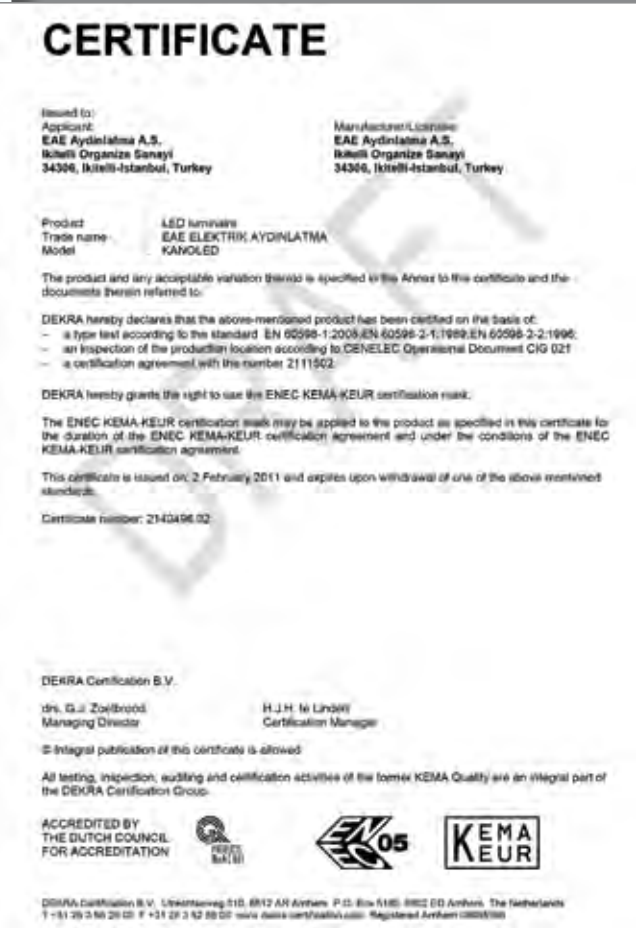 CERTIFICATE
Issued to:
Applicant:
EAE Aydinlatma A.S.
Ikitelli Organize Sanayi
34306, Ikitelli-Istanbul, Turkey
Manufacturer/Licensee:
EAE Aydinlatma A.S.
Ikitelli Organize Sanayi
34306, Ikitelli-Istanbul, Turkey
Product LED luminaire
Trade name EAE ELEKTRIK AYDINLATMA
Model KANOLED
The product and any acceptable variation thereto is specified in the Annex to this certificate and the
documents therein referred to.
DEKRA hereby declares that the above-mentioned product has been certified on the basis of:
- a type test according to the standard EN 60598-1:2008;EN 60598-2-1:1989;EN 60598-2-2:1996;
- an inspection of the production location according to CENELEC Operational Document CIG 021
- a certification agreement with the number 2111502
DEKRA hereby grants the right to use the ENEC KEMA-KEUR certification mark.
The ENEC KEMA-KEUR certification mark may be applied to the product as specified in this certificate for
the duration of the ENEC KEMA-KEUR certification agreement and under the conditions of the ENEC
KEMA-KEUR certification agreement.
This certificate is issued on: 2 February 2011 and expires upon withdrawal of one of the above mentioned
standards.
Certificate number: 2140496.02
DRAFT
DEKRA Certification B.V.
drs. G.J. Zoetbrood
Managing Director
H.J.H. te Lindert
Certification Manager
© Integral publication of this certificate is allowed
All testing, inspection, auditing and certification activities of the former KEMA Quality are an integral part of
the DEKRA Certification Group.
ACCREDITED BY
THE DUTCH COUNCIL
FOR ACCREDITATION
ENEC 05
KEMA
KEUR
DEKRA Certification B.V. Utrechtseweg 310, 6812 AR Arnhem P.O. Box 5185, 6802 ED Arnhem The Netherlands